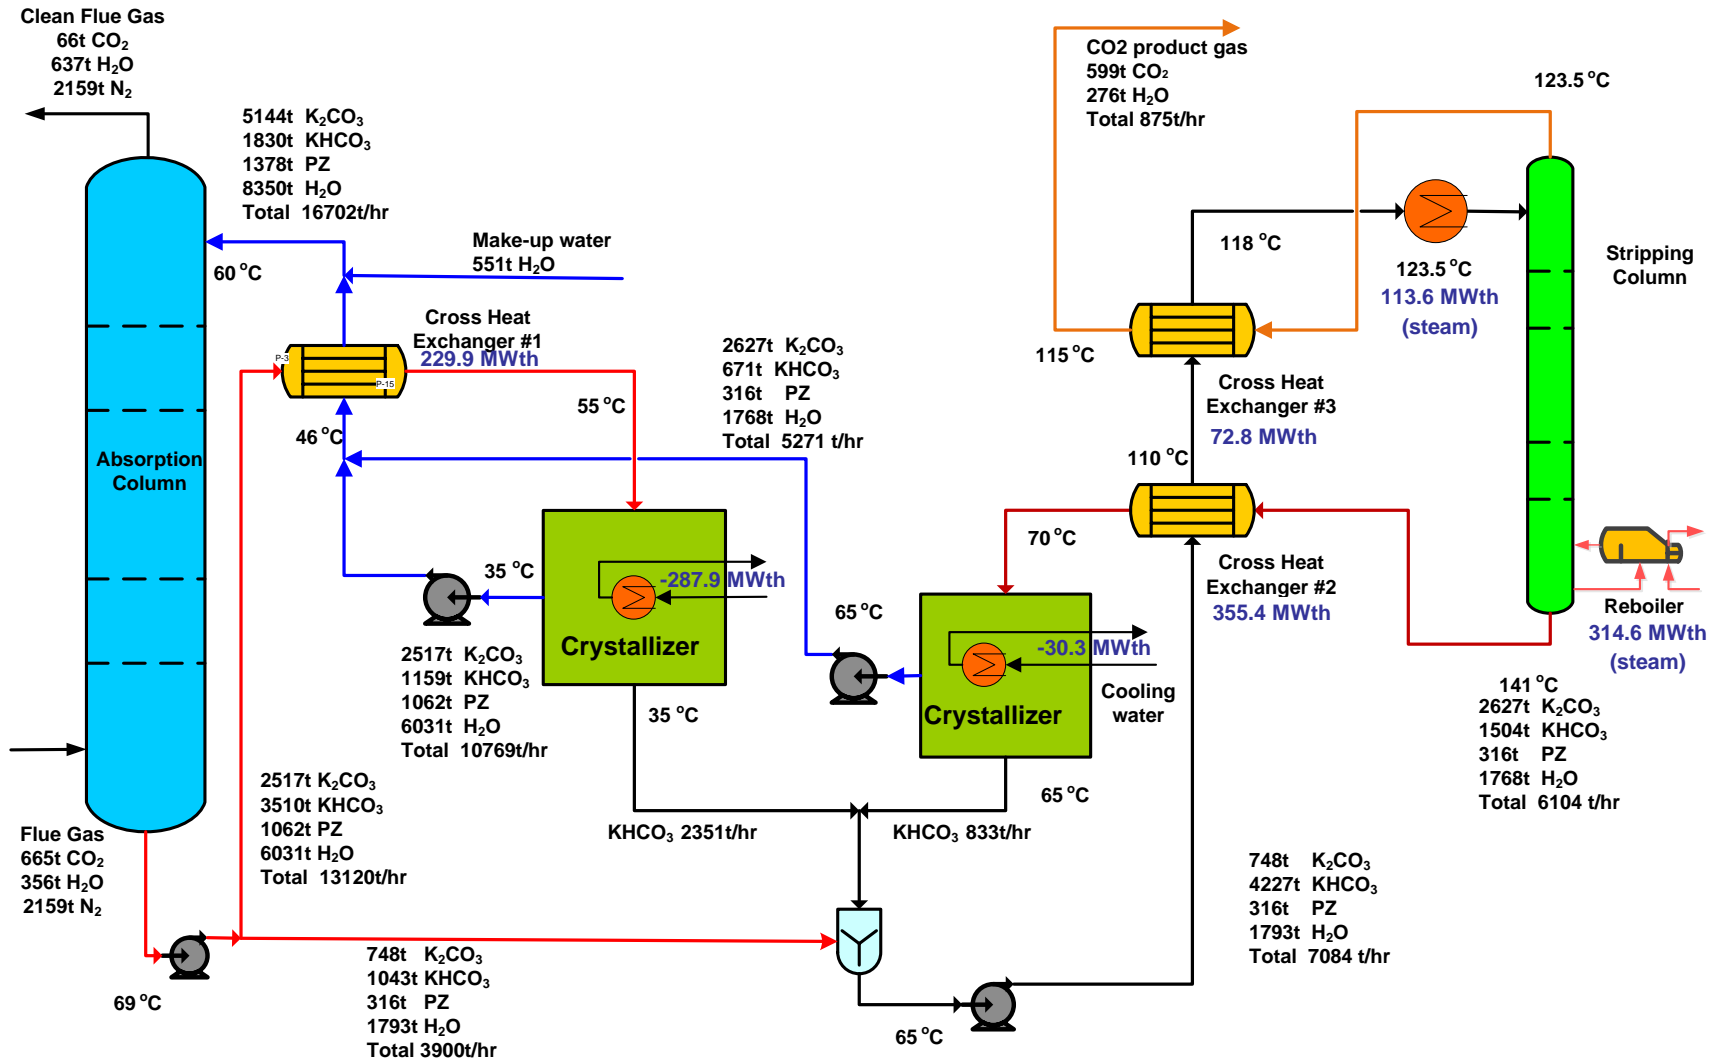 Clean Flue Gas
66t CO₂
637t H₂O
2159t N₂
5144t K₂CO₃
1830t KHCO₃
1378t PZ
8350t H₂O
Total 16702t/hr
Make-up water
551t H₂O
60 °C
Cross Heat
Exchanger #1
229.9 MWth
P-3
P-15
46 °C
55 °C
2627t K₂CO₃
671t KHCO₃
316t PZ
1768t H₂O
Total 5271 t/hr
CO2 product gas
599t CO₂
276t H₂O
Total 875t/hr
123.5 °C
118 °C
123.5 °C
113.6 MWth
(steam)
Stripping
Column
115 °C
Cross Heat
Exchanger #3
72.8 MWth
110 °C
70 °C
Cross Heat
Exchanger #2
355.4 MWth
Reboiler
314.6 MWth
(steam)
141 °C
2627t K₂CO₃
1504t KHCO₃
316t PZ
1768t H₂O
Total 6104 t/hr
Absorption
Column
35 °C
-287.9 MWth
Crystallizer
65 °C
-30.3 MWth
Crystallizer
Cooling
water
2517t K₂CO₃
1159t KHCO₃
1062t PZ
6031t H₂O
Total 10769t/hr
35 °C
65 °C
KHCO₃ 2351t/hr
KHCO₃ 833t/hr
2517t K₂CO₃
3510t KHCO₃
1062t PZ
6031t H₂O
Total 13120t/hr
Flue Gas
665t CO₂
356t H₂O
2159t N₂
69 °C
748t K₂CO₃
1043t KHCO₃
316t PZ
1793t H₂O
Total 3900t/hr
65 °C
748t K₂CO₃
4227t KHCO₃
316t PZ
1793t H₂O
Total 7084 t/hr